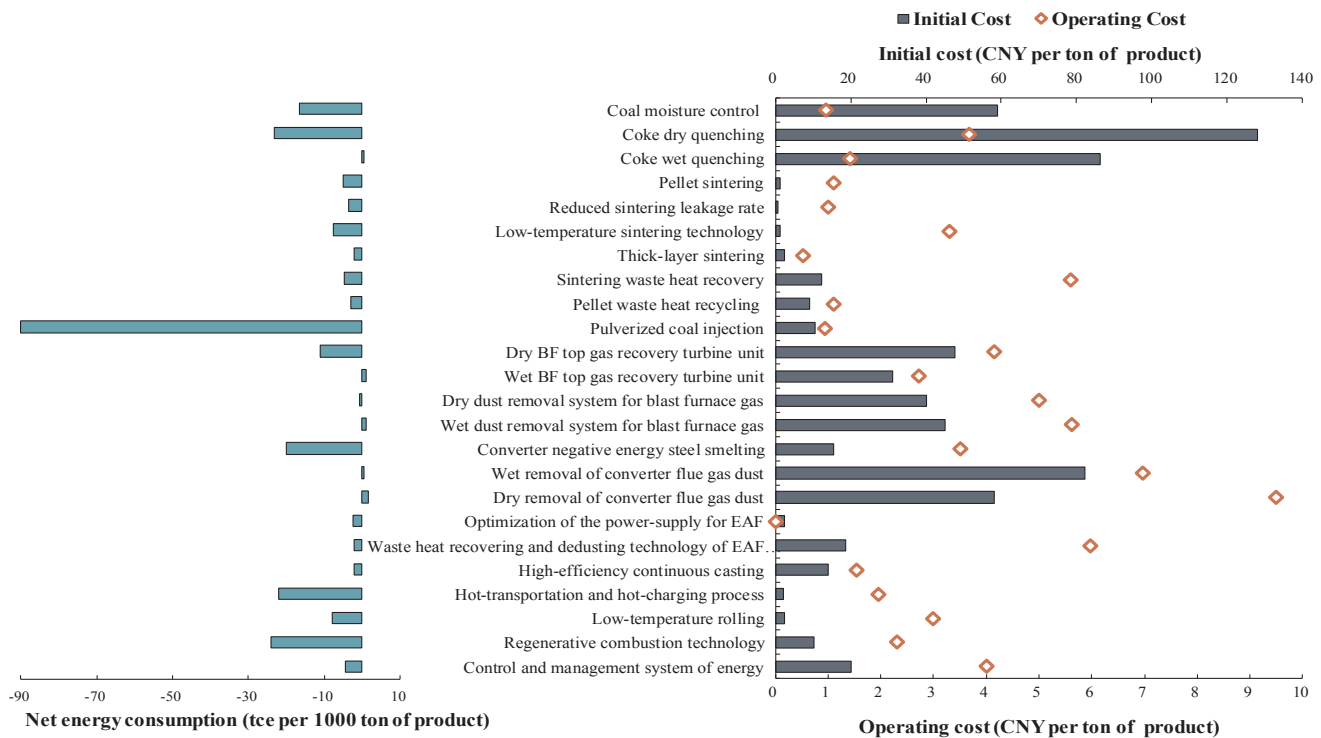 Initial Cost Operating Cost
Initial cost (CNY per ton of product)
0 20 40 60 80 100 120 140
Coal moisture control
Coke dry quenching
Coke wet quenching
Pellet sintering
Reduced sintering leakage rate
Low-temperature sintering technology
Thick-layer sintering
Sintering waste heat recovery
Pellet waste heat recycling
Pulverized coal injection
Dry BF top gas recovery turbine unit
Wet BF top gas recovery turbine unit
Dry dust removal system for blast furnace gas
Wet dust removal system for blast furnace gas
Converter negative energy steel smelting
Wet removal of converter flue gas dust
Dry removal of converter flue gas dust
Optimization of the power-supply for EAF
Waste heat recovering and dedusting technology of EAF…
High-efficiency continuous casting
Hot-transportation and hot-charging process
Low-temperature rolling
Regenerative combustion technology
Control and management system of energy
-90 -70 -50 -30 -10 10
Net energy consumption (tce per 1000 ton of product)
0 1 2 3 4 5 6 7 8 9 10
Operating cost (CNY per ton of product)